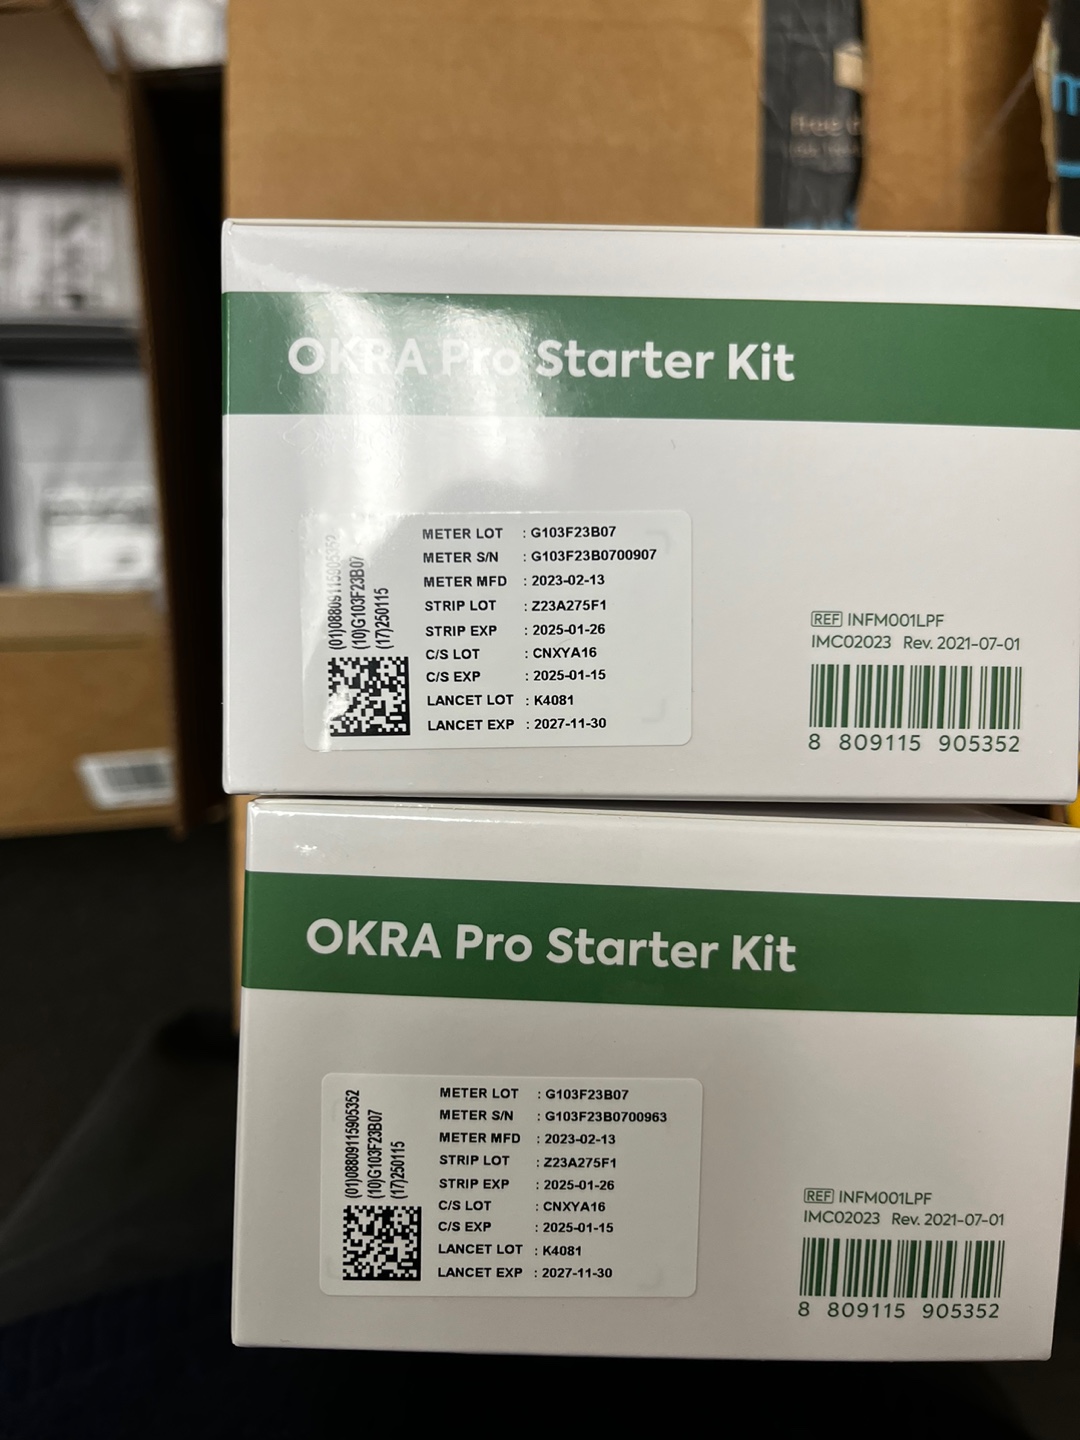 free
OKRA Pro Starter Kit
(01)08809115905352
(10)G103F23B07
(17)250115
METER LOT : G103F23B07
METER S/N : G103F23B0700907
METER MFD : 2023-02-13
STRIP LOT : Z23A275F1
STRIP EXP : 2025-01-26
C/S LOT : CNXYA16
C/S EXP : 2025-01-15
LANCET LOT : K4081
LANCET EXP : 2027-11-30
REF INFM001LPF
IMC02023 Rev. 2021-07-01
8 809115 905352
OKRA Pro Starter Kit
(01)08809115905352
(10)G103F23B07
(17)250115
METER LOT : G103F23B07
METER S/N : G103F23B0700963
METER MFD : 2023-02-13
STRIP LOT : Z23A275F1
STRIP EXP : 2025-01-26
C/S LOT : CNXYA16
C/S EXP : 2025-01-15
LANCET LOT : K4081
LANCET EXP : 2027-11-30
REF INFM001LPF
IMC02023 Rev. 2021-07-01
8 809115 905352